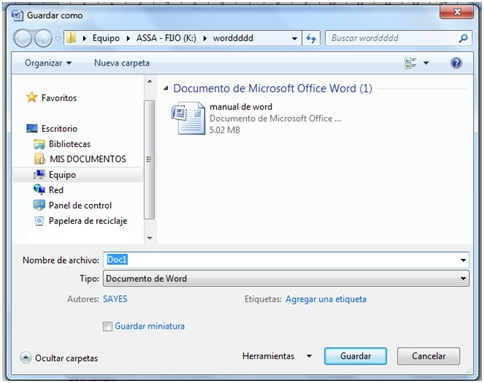 Guardar como
Equipo ▸ ASSA - FIJO (K:) ▸ worddddd
Buscar worddddd
Organizar
Nueva carpeta
Favoritos
Escritorio
Bibliotecas
MIS DOCUMENTOS
Equipo
Red
Panel de control
Papelera de reciclaje
Documento de Microsoft Office Word (1)
manual de word
Documento de Microsoft Office ...
5.02 MB
Nombre de archivo: Doc1
Tipo: Documento de Word
Autores: SAYES
Etiquetas: Agregar una etiqueta
Guardar miniatura
Ocultar carpetas
Herramientas
Guardar
Cancelar